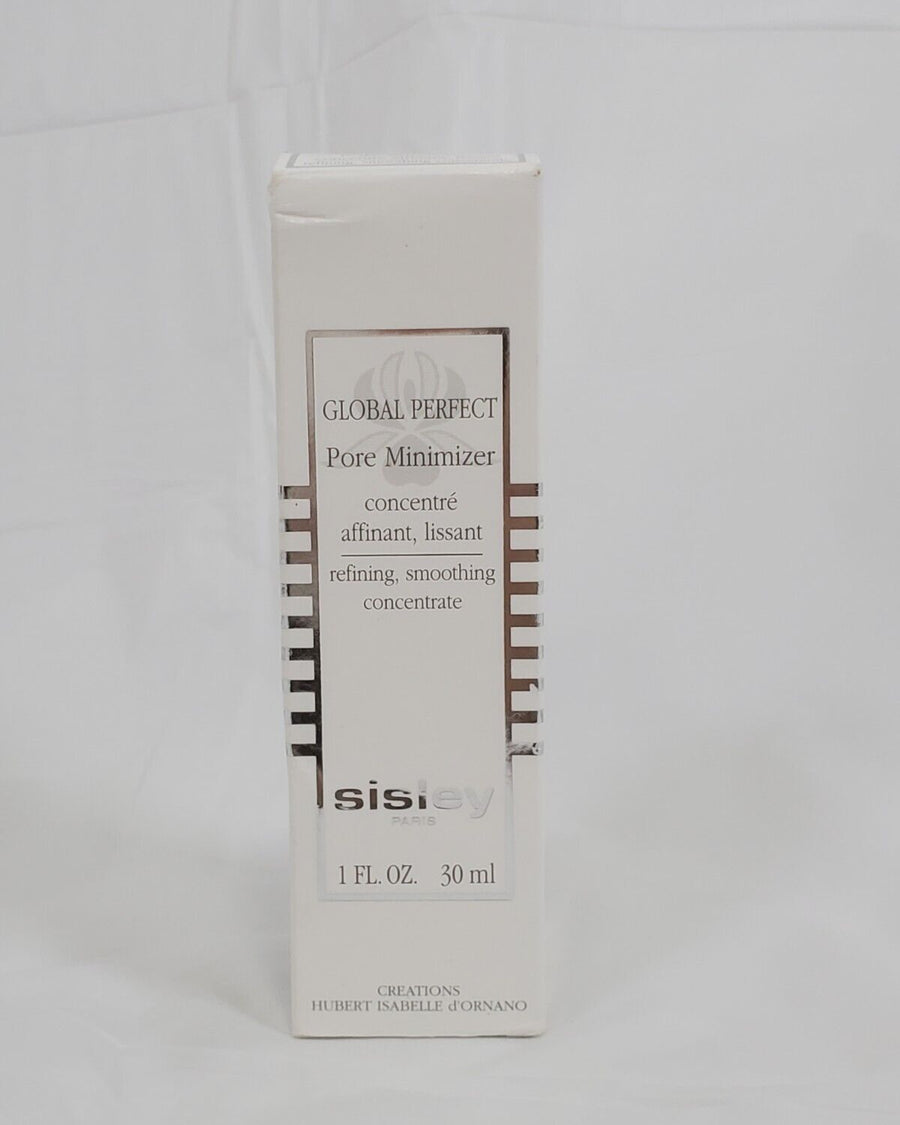 GLOBAL PERFECT
Pore Minimizer
concentré
affinant, lissant
refining, smoothing
concentrate
sisley
PARIS
1 FL. OZ. 30 ml
CREATIONS
HUBERT ISABELLE d'ORNANO